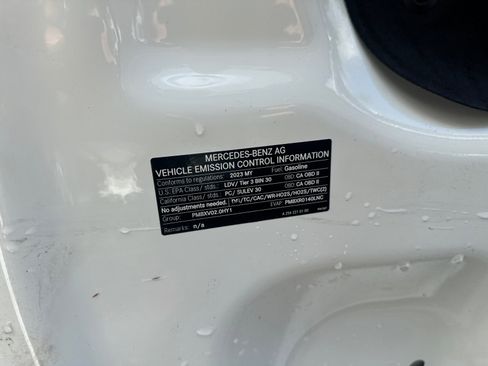 MERCEDES-BENZ AG
VEHICLE EMISSION CONTROL INFORMATION
Conforms to regulations: 2023 MY Fuel: Gasoline
U.S. EPA Class / stds. LDV/ Tier 3 BIN 30 OBD: CA OBD II
California Class/ stds. PC/ SULEV 30 OBD: CA OBD II
No adjustments needed. DFI/TC/CAC/WR-HO2S/HO2S/TWC(2)
Group: PMBXV02.0HY1 EVAP: PMBXR0140LNC
Remarks: n/a